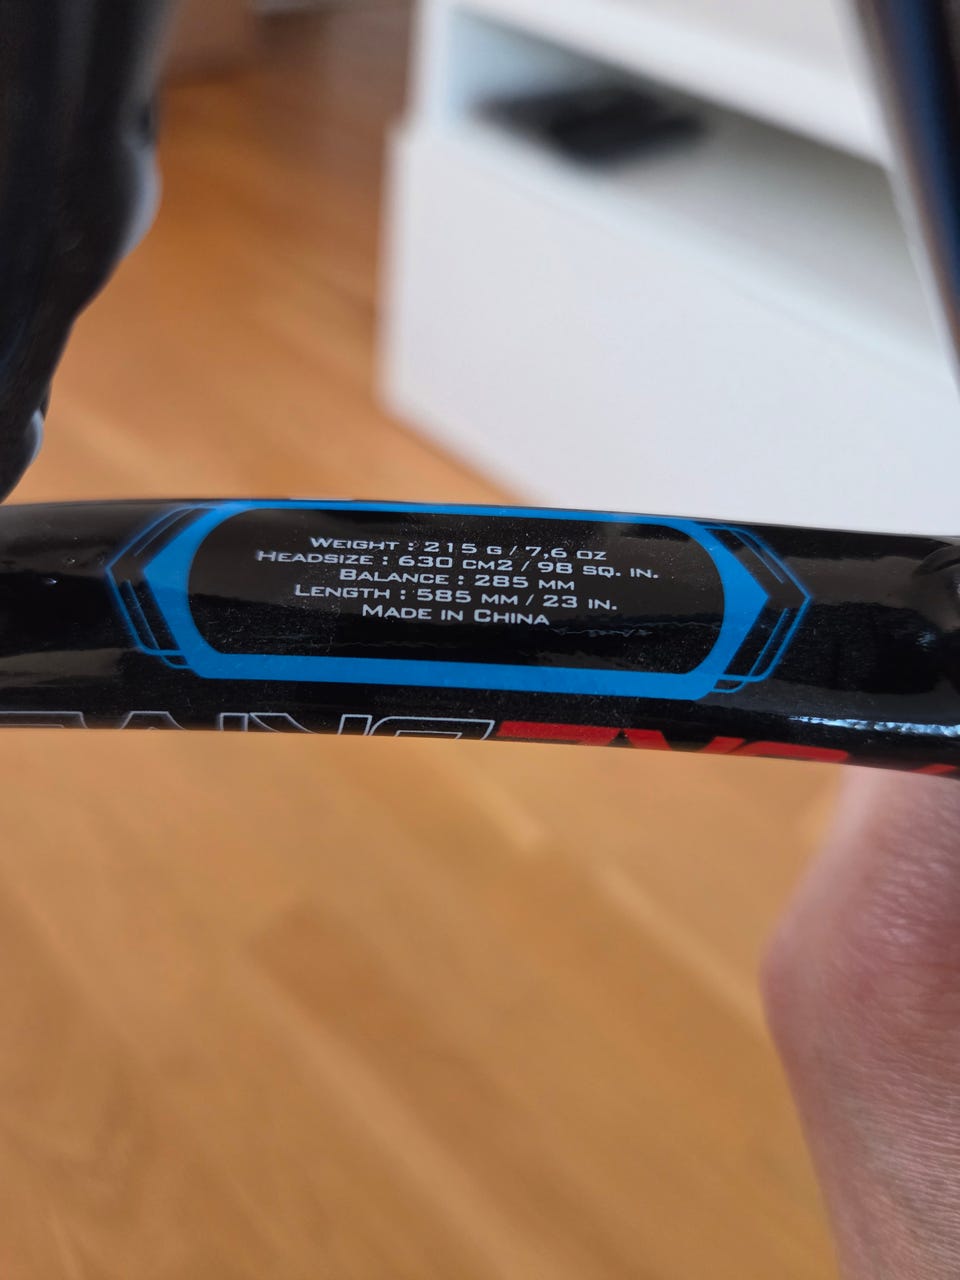 WEIGHT : 215 G / 7,6 OZ
HEADSIZE : 630 CM2 / 98 SQ. IN.
BALANCE : 285 MM
LENGTH : 585 MM / 23 IN.
MADE IN CHINA